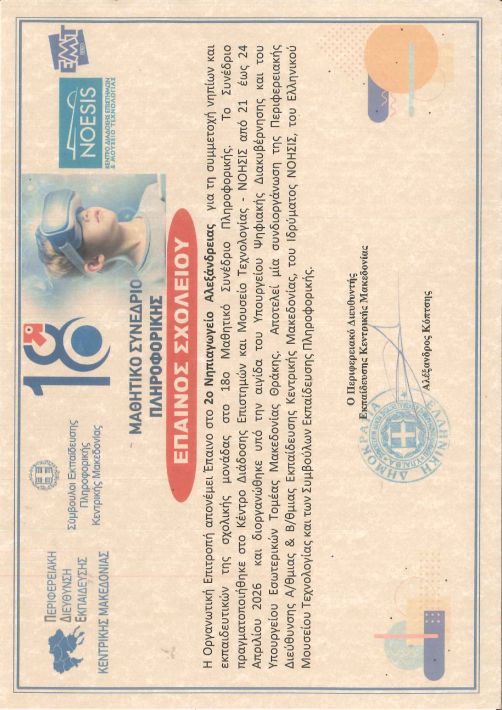 ΠΕΡΙΦΕΡΕΙΑΚΗ
ΔΙΕΥΘΥΝΣΗ
ΕΚΠΑΙΔΕΥΣΗΣ
ΚΕΝΤΡΙΚΗΣ ΜΑΚΕΔΟΝΙΑΣ
Σύμβουλοι Εκπαίδευσης
Πληροφορικής
Κεντρικής Μακεδονίας
18
ΜΑΘΗΤΙΚΟ ΣΥΝΕΔΡΙΟ
ΠΛΗΡΟΦΟΡΙΚΗΣ
NOESIS
ΚΕΝΤΡΟ ΔΙΑΔΟΣΗΣ ΕΠΙΣΤΗΜΩΝ
& ΜΟΥΣΕΙΟ ΤΕΧΝΟΛΟΓΙΑΣ
ΕΠΑΙΝΟΣ ΣΧΟΛΕΙΟΥ
Η Οργανωτική Επιτροπή απονέμει Έπαινο στο 2ο Νηπιαγωγείο Αλεξάνδρειας για τη συμμετοχή νηπίων και
εκπαιδευτικών της σχολικής μονάδας στο 18ο Μαθητικό Συνέδριο Πληροφορικής. Το Συνέδριο
πραγματοποιήθηκε στο Κέντρο Διάδοσης Επιστημών και Μουσείο Τεχνολογίας - ΝΟΗΣΙΣ από 21 έως 24
Απριλίου 2026 και διοργανώθηκε υπό την αιγίδα του Υπουργείου Ψηφιακής Διακυβέρνησης και του
Υπουργείου Εσωτερικών Τομέας Μακεδονίας Θράκης. Αποτελεί μία συνδιοργάνωση της Περιφερειακής
Διεύθυνσης Α/θμιας & Β/θμιας Εκπαίδευσης Κεντρικής Μακεδονίας, του Ιδρύματος ΝΟΗΣΙΣ, του Ελληνικού
Μουσείου Τεχνολογίας και των Συμβούλων Εκπαίδευσης Πληροφορικής.
Ο Περιφερειακό Διευθυντής
Εκπαίδευσης Κεντρικής Μακεδονίας
Αλέξανδρος Κόπτσης
ΕΛΛΗΝΙΚΗ ΔΗΜΟΚΡΑΤΙΑ